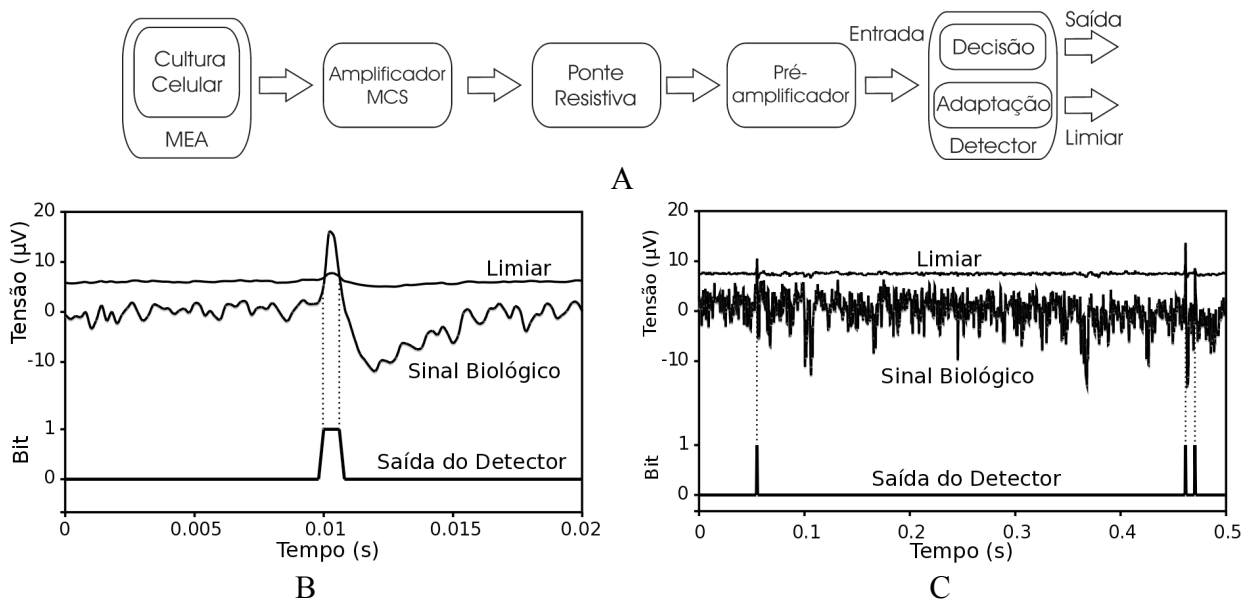 Cultura
Celular
MEA
Amplificador
MCS
Ponte
Resistiva
Pré-
amplificador
Entrada
Decisão
Adaptação
Detector
Saída
Limiar
A
Tensão (µV)
20
10
0
-10
Limiar
Sinal Biológico
Bit
1
0
Saída do Detector
0
0.005
0.01
0.015
0.02
Tempo (s)
B
Tensão (µV)
20
10
0
-10
Limiar
Sinal Biológico
Bit
1
0
Saída do Detector
0
0.1
0.2
0.3
0.4
0.5
Tempo (s)
C